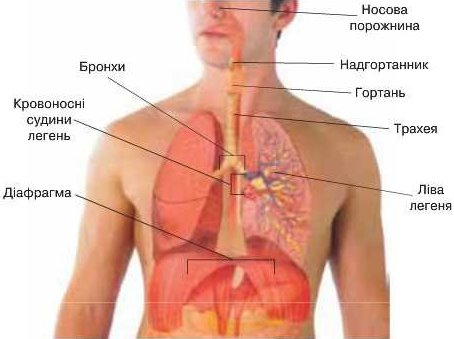 Носова
порожнина
Надгортанник
Гортань
Трахея
Ліва
легеня
Бронхи
Кровоносні
судини
легень
Діафрагма